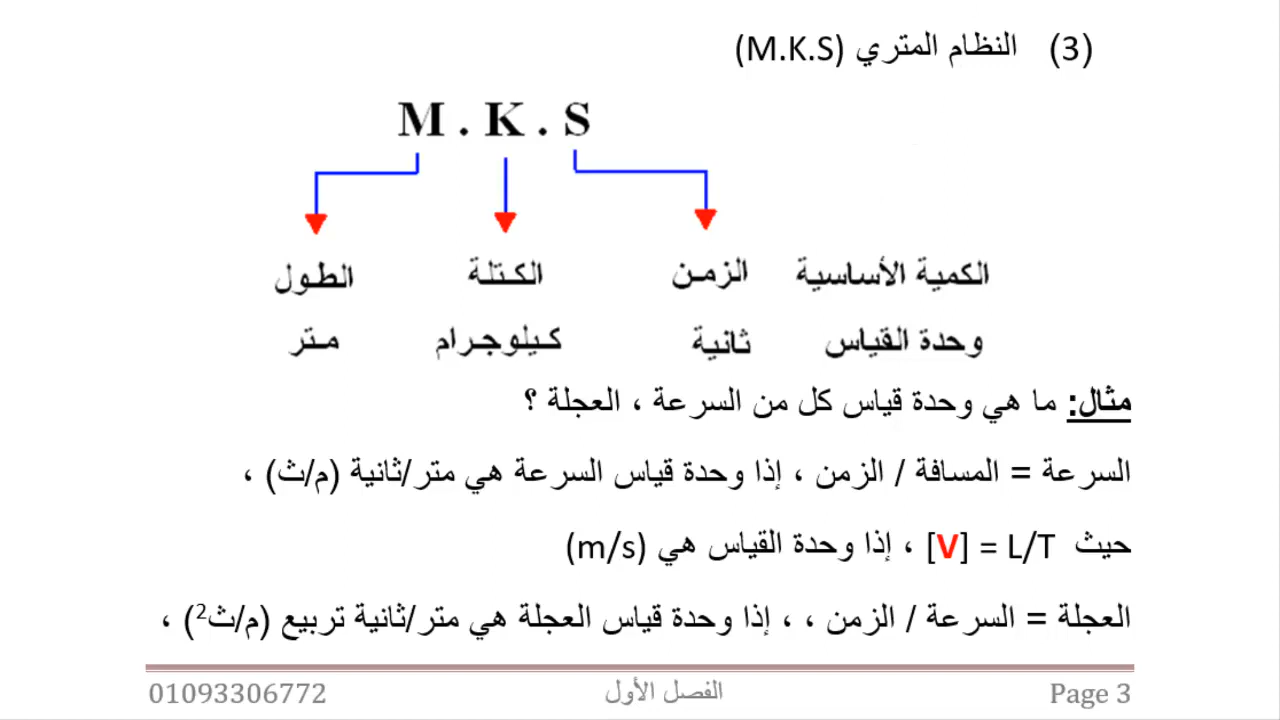 (3) النظام المتري (M.K.S)
M . K . S
الكمية الأساسية الزمن الكتلة الطول
وحدة القياس ثانية كيلوجرام متر
مثال: ما هي وحدة قياس كل من السرعة ، العجلة ؟
السرعة = المسافة / الزمن ، إذا وحدة قياس السرعة هي متر/ثانية (م/ث) ،
حيث [V] = L/T ، إذا وحدة القياس هي (m/s)
العجلة = السرعة / الزمن ، ، إذا وحدة قياس العجلة هي متر/ثانية تربيع (م/ث²) ،
Page 3 الفصل الأول 01093306772